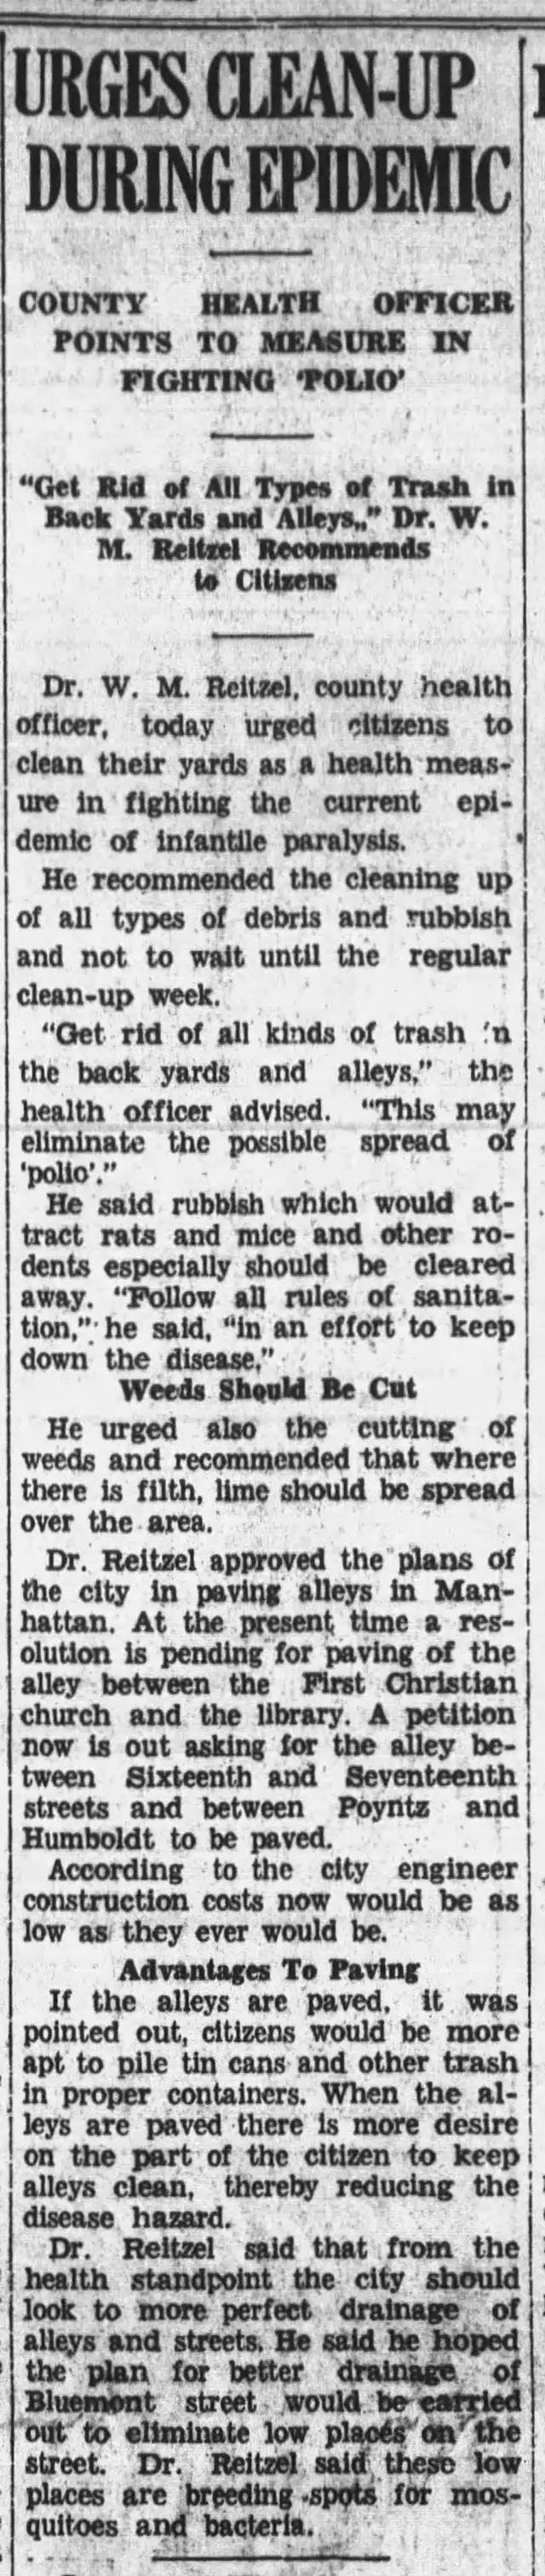 URGES CLEAN-UP
DURING EPIDEMIC
COUNTY HEALTH OFFICER
POINTS TO MEASURE IN
FIGHTING 'POLIO'
"Get Rid of All Types of Trash in
Back Yards and Alleys,," Dr. W.
M. Reitzel Recommends
to Citizens
Dr. W. M. Reitzel, county health
officer, today urged citizens to
clean their yards as a health meas-
ure in fighting the current epi-
demic of infantile paralysis.
He recommended the cleaning up
of all types of debris and rubbish
and not to wait until the regular
clean-up week.
"Get rid of all kinds of trash in
the back yards and alleys," the
health officer advised. "This may
eliminate the possible spread of
'polio'."
He said rubbish which would at-
tract rats and mice and other ro-
dents especially should be cleared
away. "Follow all rules of sanita-
tion," he said, "in an effort to keep
down the disease."
Weeds Should Be Cut
He urged also the cutting of
weeds and recommended that where
there is filth, lime should be spread
over the area.
Dr. Reitzel approved the plans of
the city in paving alleys in Man-
hattan. At the present time a res-
olution is pending for paving of the
alley between the First Christian
church and the library. A petition
now is out asking for the alley be-
tween Sixteenth and Seventeenth
streets and between Poyntz and
Humboldt to be paved.
According to the city engineer
construction costs now would be as
low as they ever would be.
Advantages To Paving
If the alleys are paved, it was
pointed out, citizens would be more
apt to pile tin cans and other trash
in proper containers. When the al-
leys are paved there is more desire
on the part of the citizen to keep
alleys clean, thereby reducing the
disease hazard.
Dr. Reitzel said that from the
health standpoint the city should
look to more perfect drainage of
alleys and streets. He said he hoped
the plan for better drainage of
Bluemont street would be carried
out to eliminate low places on the
street. Dr. Reitzel said these low
places are breeding spots for mos-
quitoes and bacteria.